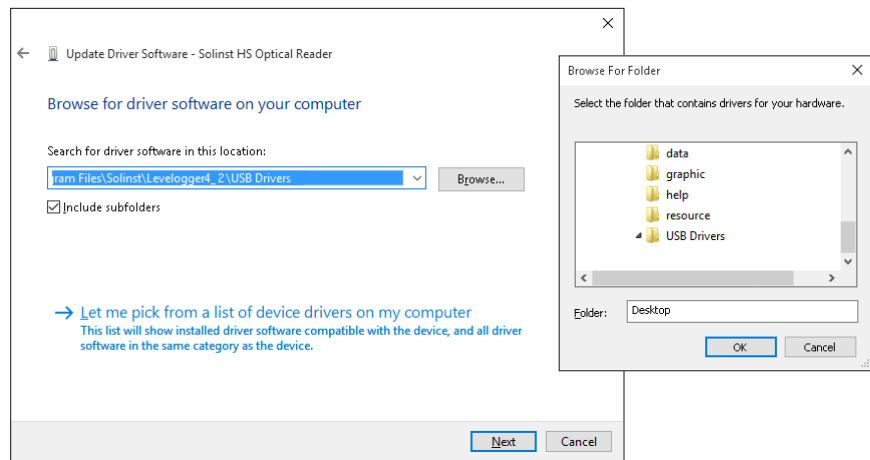 Update Driver Software - Solinst HS Optical Reader
Browse for driver software on your computer
Search for driver software in this location:
ram Files\Solinst\Levelogger4_2\USB Drivers
Browse...
Include subfolders
Let me pick from a list of device drivers on my computer
This list will show installed driver software compatible with the device, and all driver
software in the same category as the device.
Next
Cancel
Browse For Folder
Select the folder that contains drivers for your hardware.
data
graphic
help
resource
USB Drivers
Folder:
Desktop
OK
Cancel